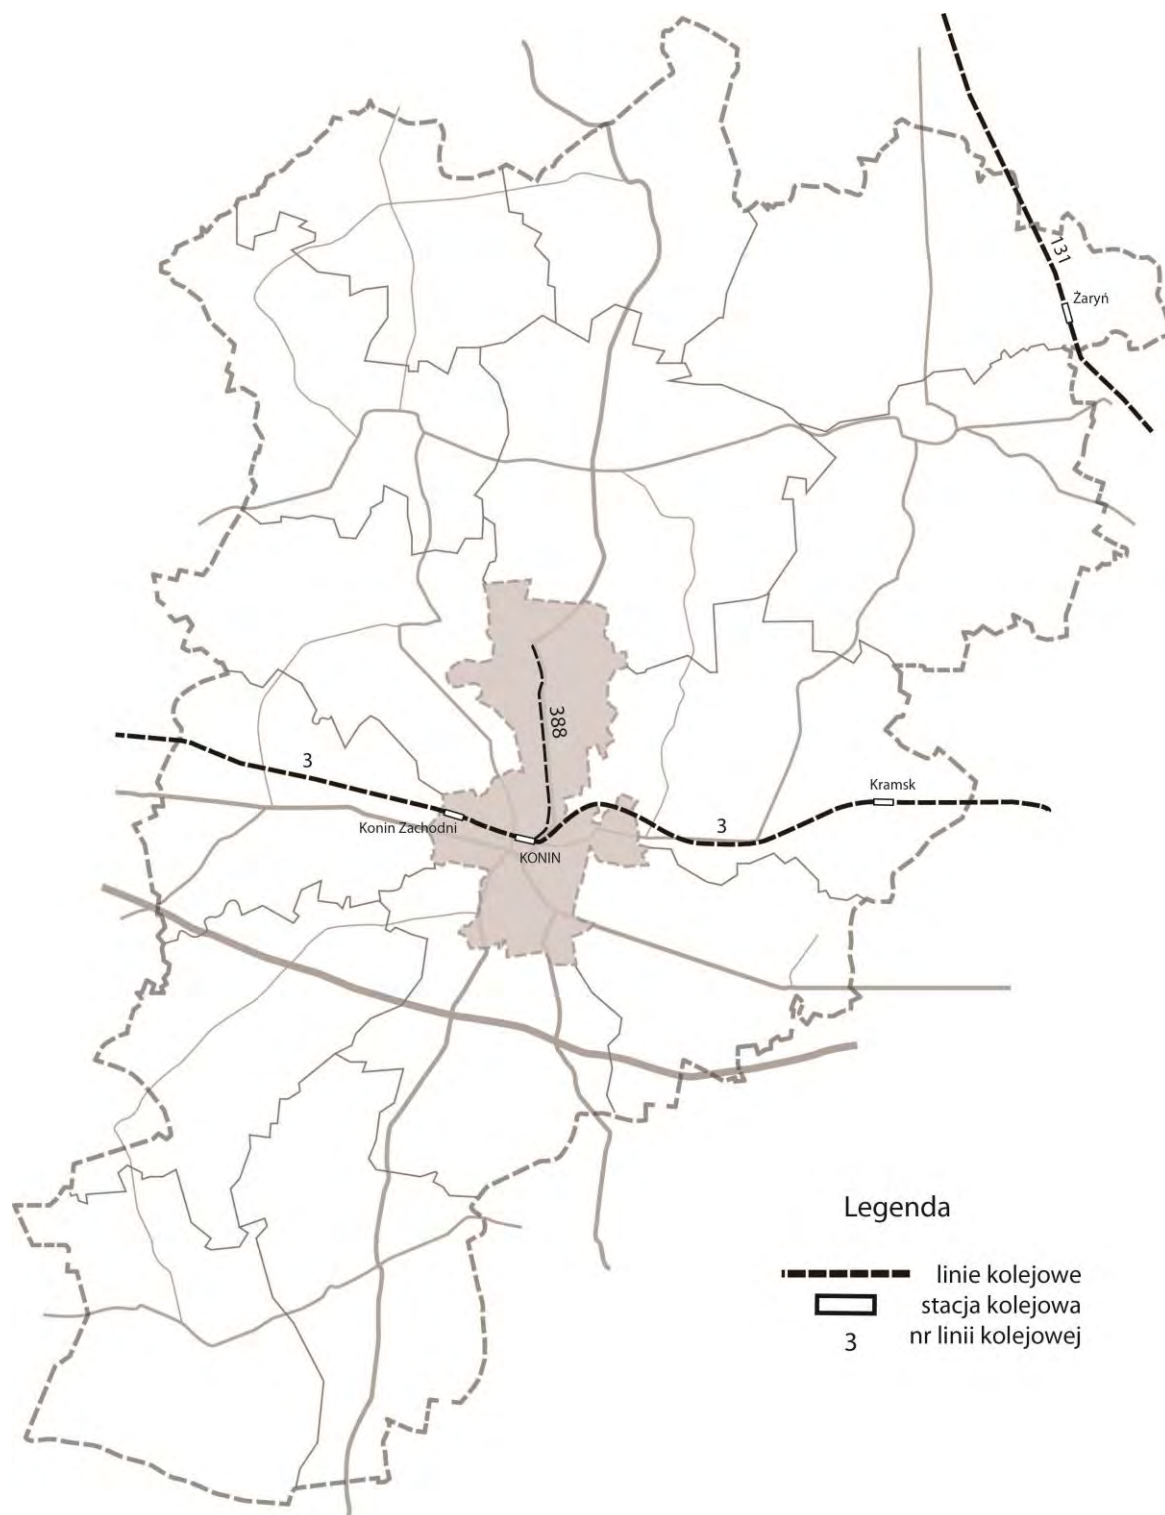 131
Żaryń
388
3
Kramsk
Konin Zachodni
3
KONIN
Legenda
linie kolejowe
stacja kolejowa
3 nr linii kolejowej